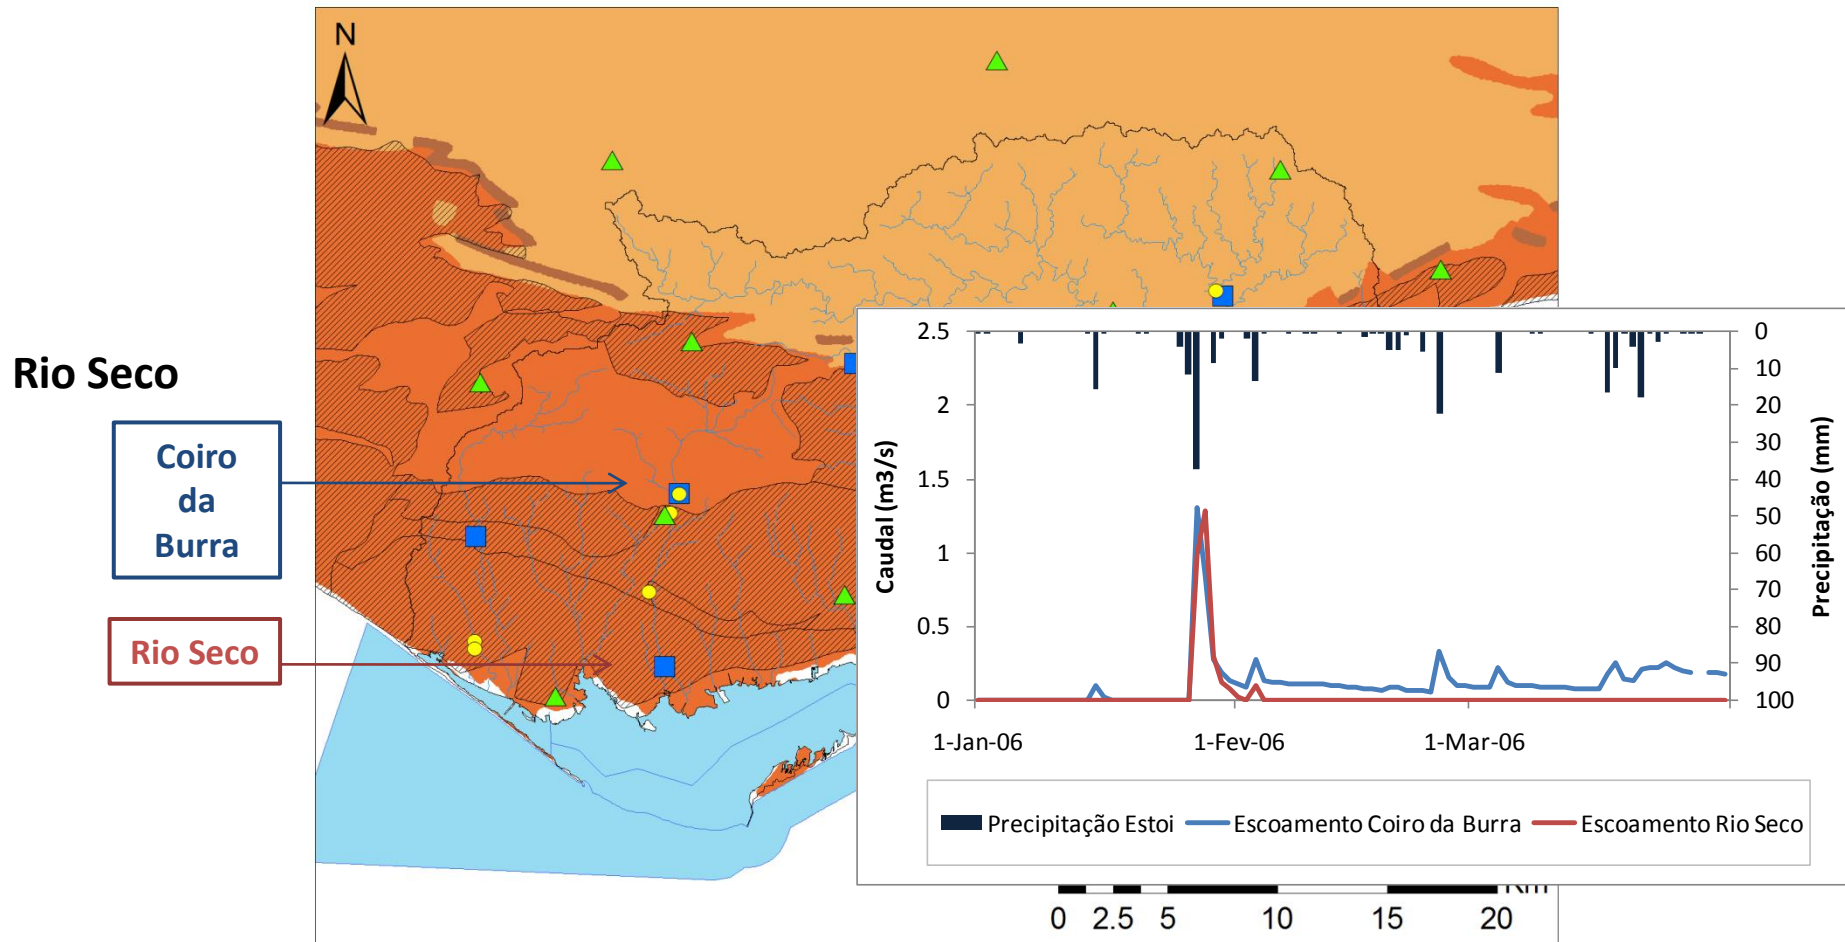 N
Rio Seco
Coiro
da
Burra
Rio Seco
2.5
2
1.5
1
0.5
0
Caudal (m3/s)
0
10
20
30
40
50
60
70
80
90
100
Precipitação (mm)
1-Jan-06
1-Fev-06
1-Mar-06
Precipitação Estoi
Escoamento Coiro da Burra
Escoamento Rio Seco
Km
0 2.5 5 10 15 20